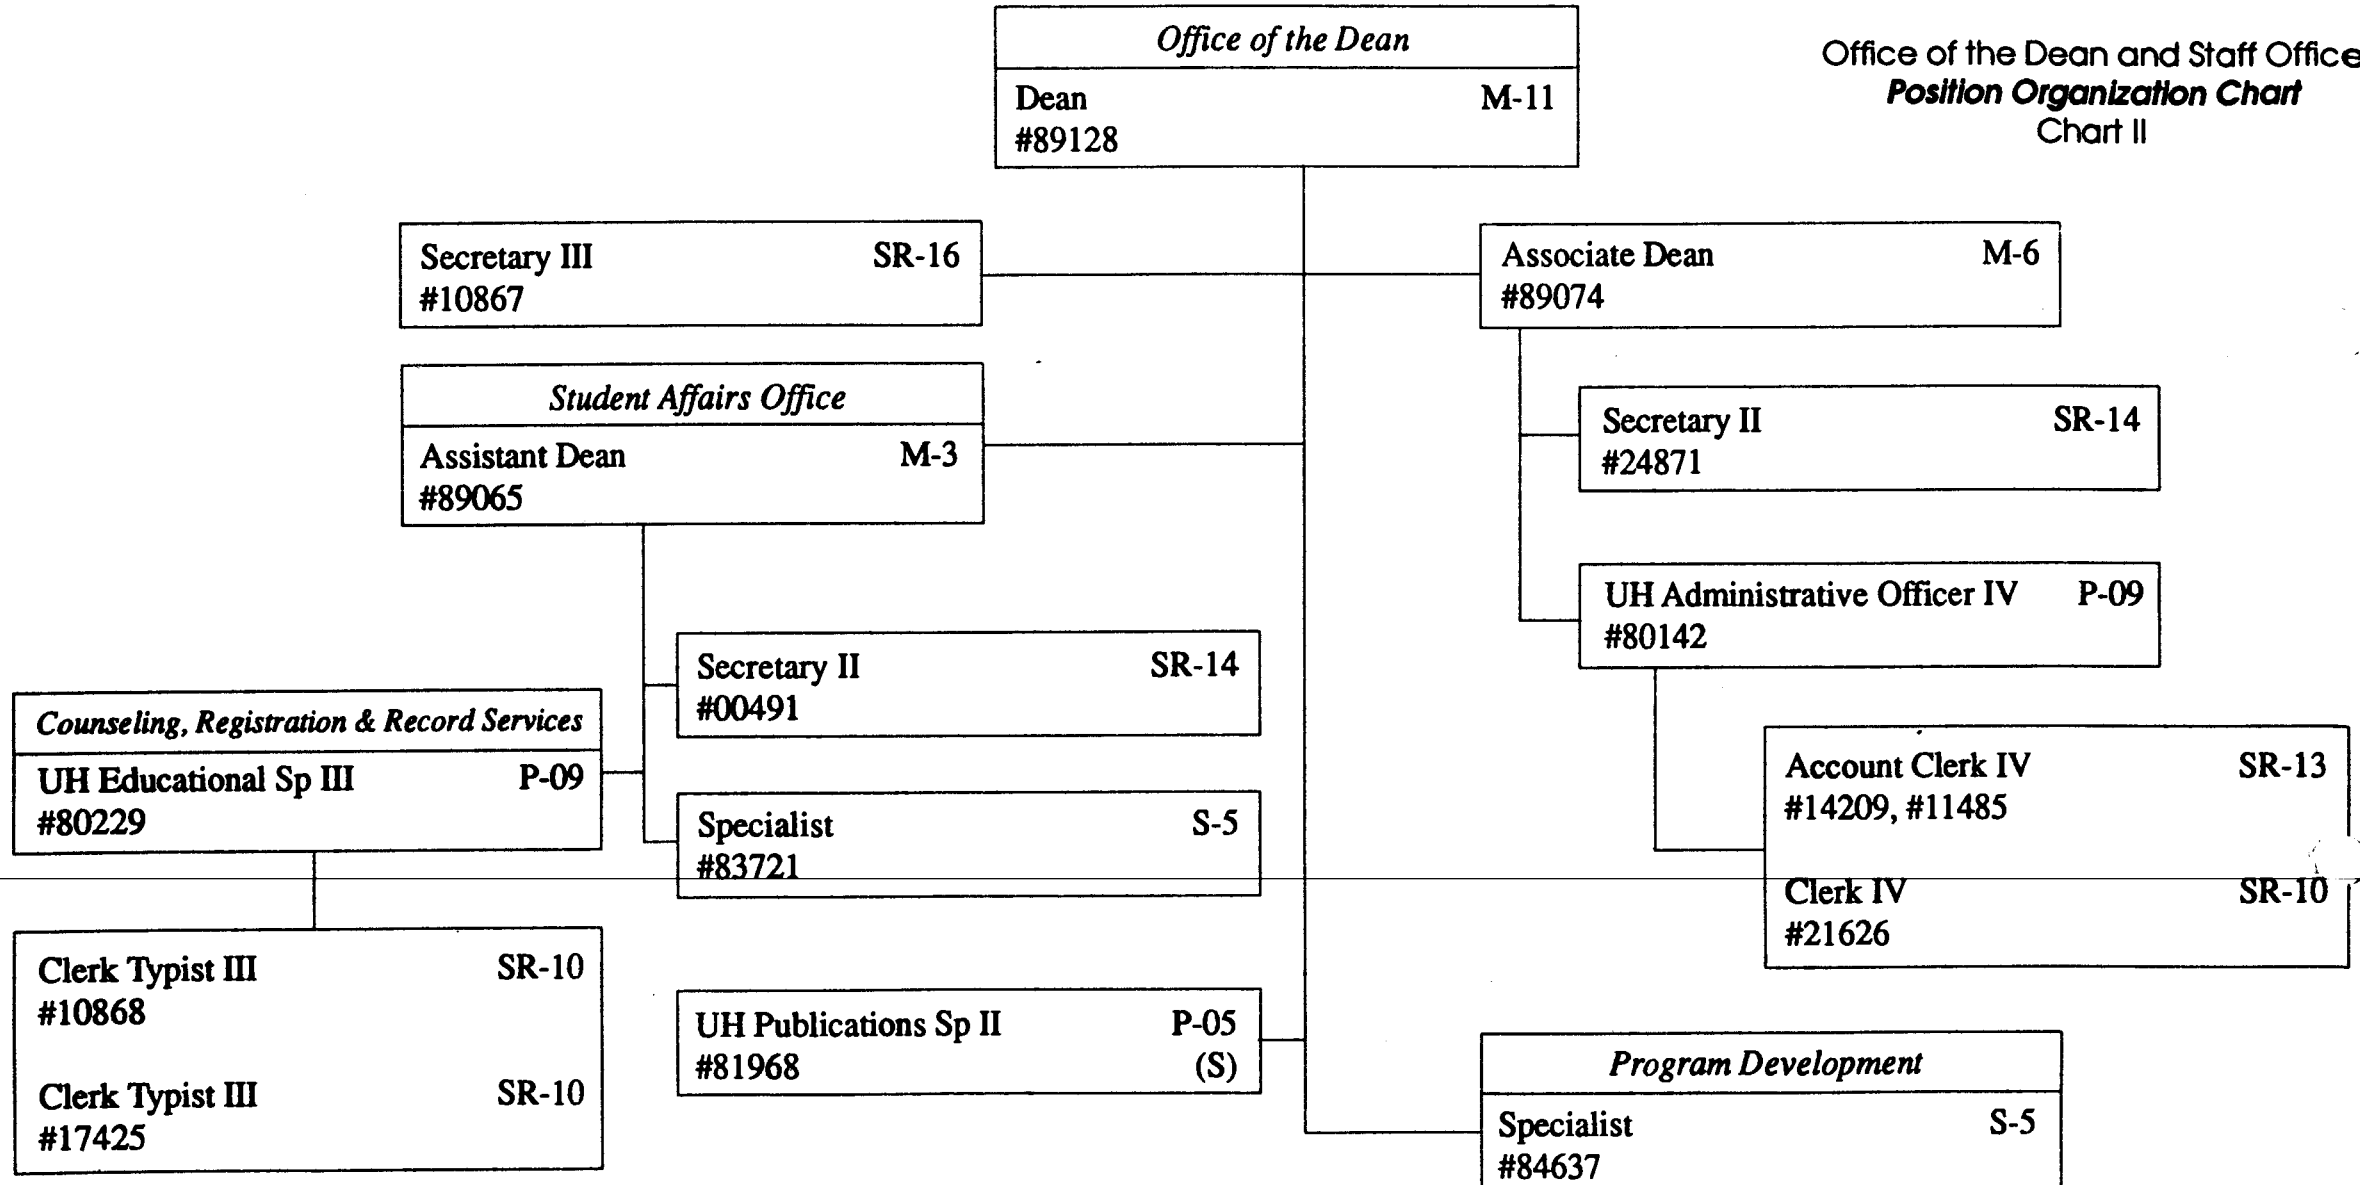 Office of the Dean and Staff Office
Position Organization Chart
Chart II
Office of the Dean
Dean M-11
#89128
Secretary III SR-16
#10867
Associate Dean M-6
#89074
Student Affairs Office
Assistant Dean M-3
#89065
Secretary II SR-14
#24871
UH Administrative Officer IV P-09
#80142
Secretary II SR-14
#00491
Counseling, Registration & Record Services
UH Educational Sp III P-09
#80229
Specialist S-5
#83721
Account Clerk IV SR-13
#14209, #11485
Clerk IV SR-10
#21626
Clerk Typist III SR-10
#10868
Clerk Typist III SR-10
#17425
UH Publications Sp II P-05
#81968 (S)
Program Development
Specialist S-5
#84637